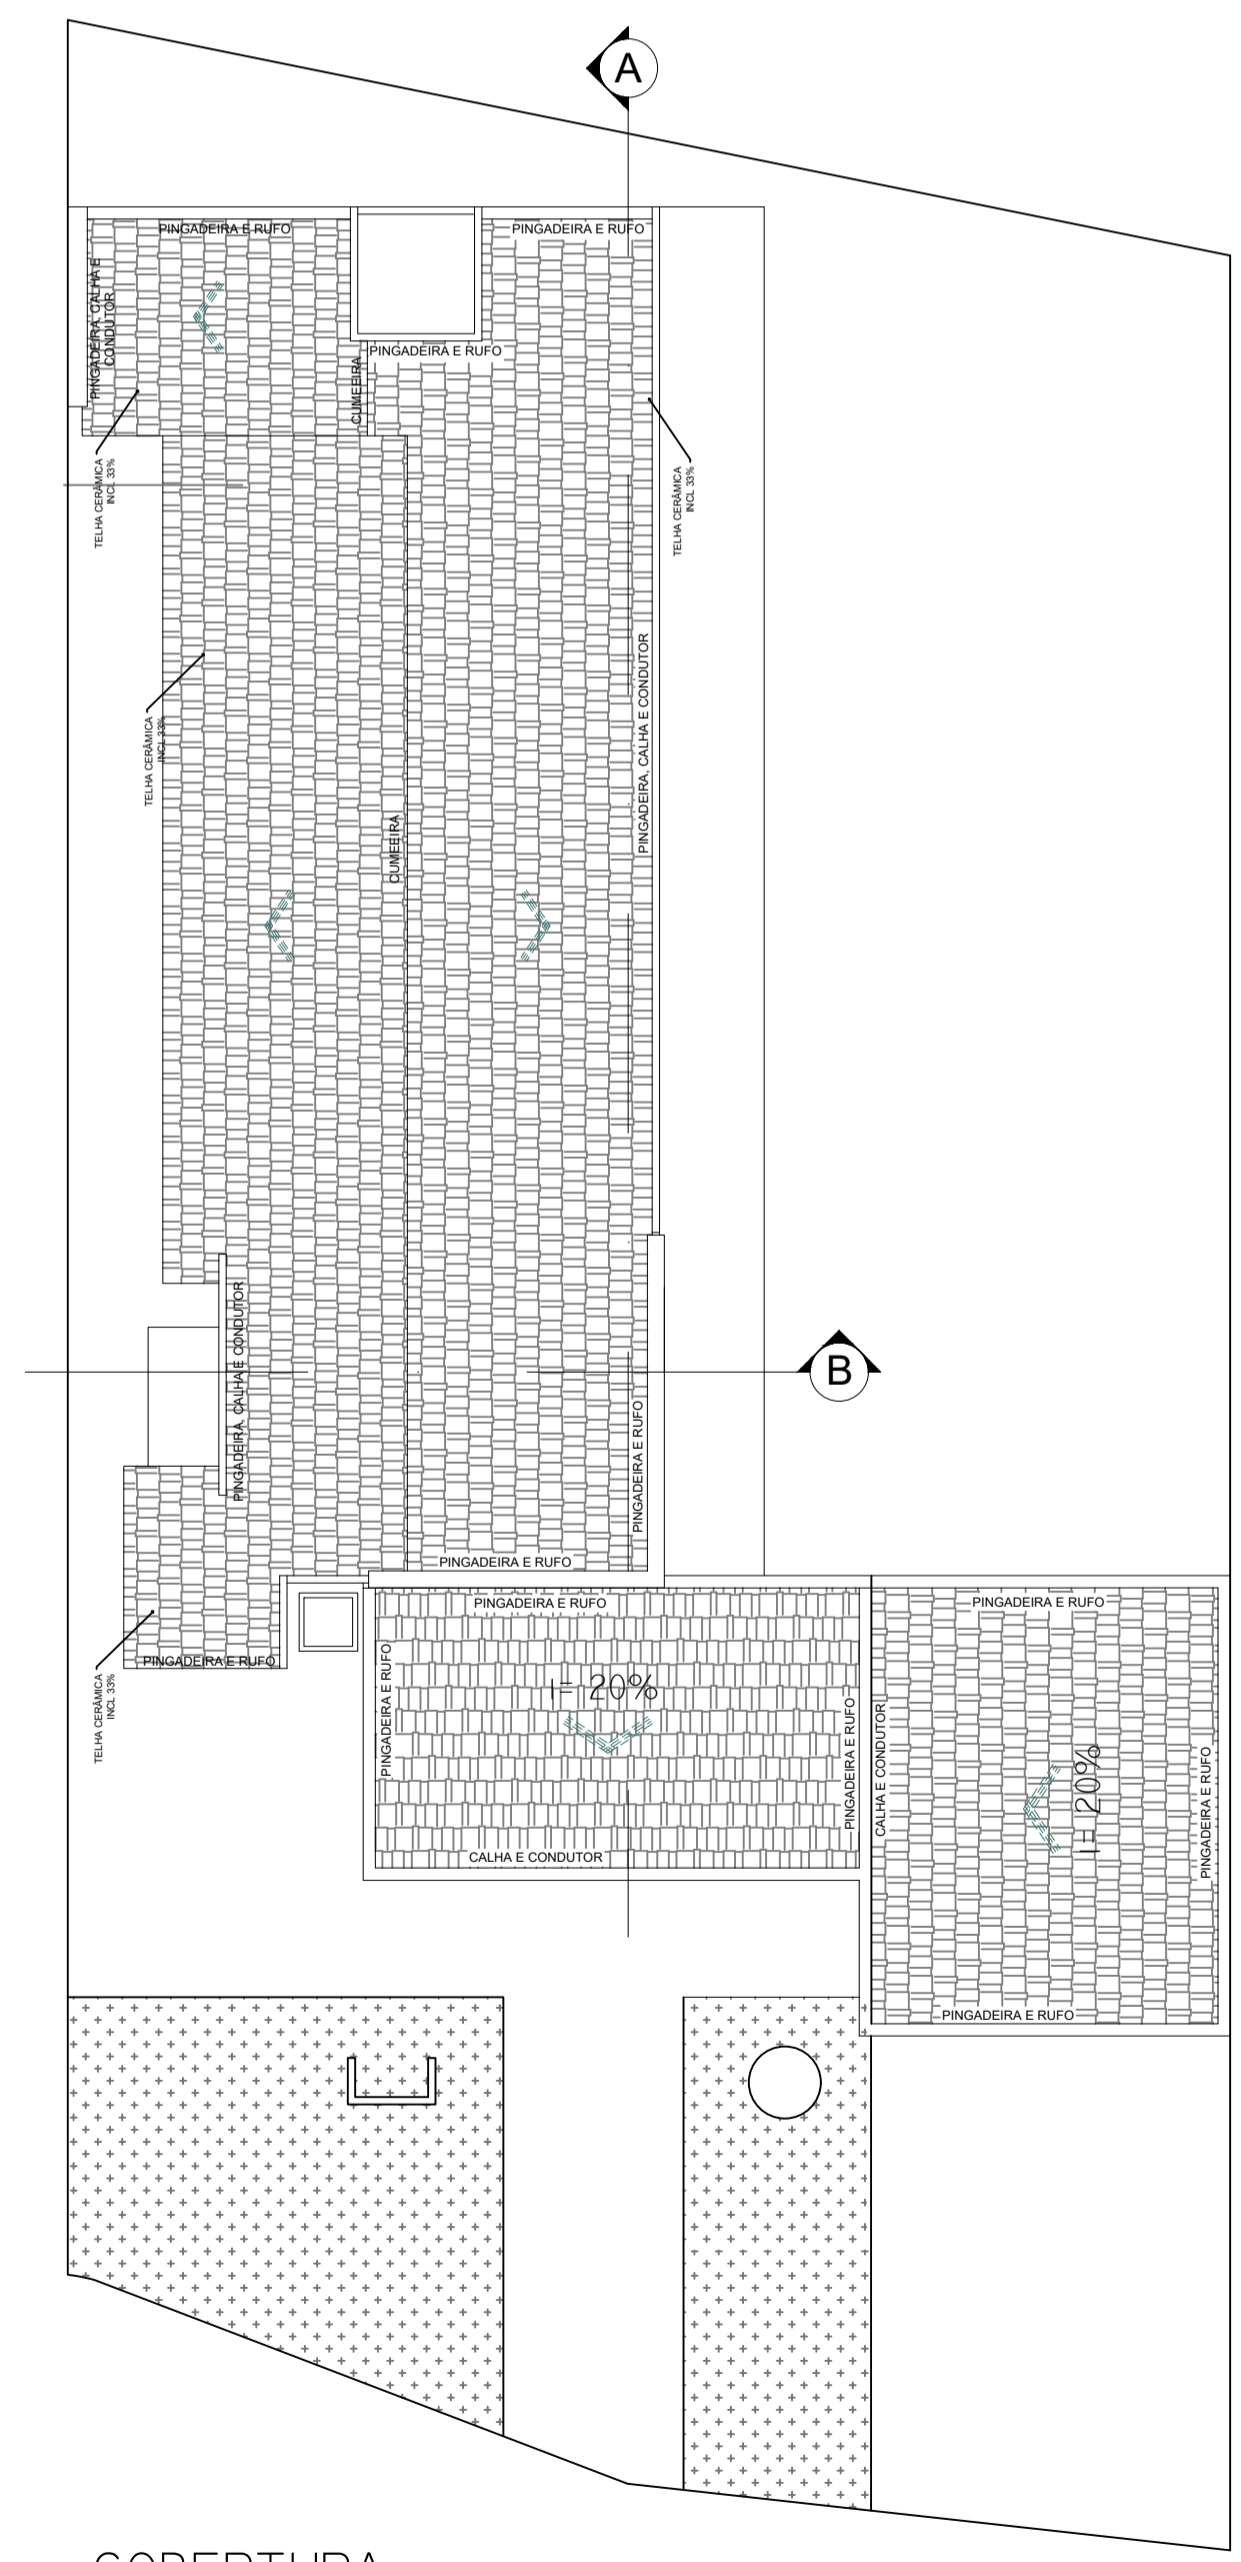 A
PINGADEIRA E RUFO
PINGADEIRA E RUFO
PINGADEIRA, CALHA E
CONDUTOR
PINGADEIRA E RUFO
CUMEEIRA
TELHA CERÂMICA
INCL 33%
TELHA CERÂMICA
INCL 33%
PINGADEIRA, CALHA E CONDUTOR
TELHA CERÂMICA
INCL 33%
CUMEEIRA
PINGADEIRA, CALHA E CONDUTOR
B
PINGADEIRA E RUFO
PINGADEIRA E RUFO
PINGADEIRA E RUFO
PINGADEIRA E RUFO
PINGADEIRA E RUFO
TELHA CERÂMICA
INCL 33%
PINGADEIRA E RUFO
I= 20%
PINGADEIRA E RUFO
CALHA E CONDUTOR
I= 20%
PINGADEIRA E RUFO
CALHA E CONDUTOR
PINGADEIRA E RUFO
COBERTURA